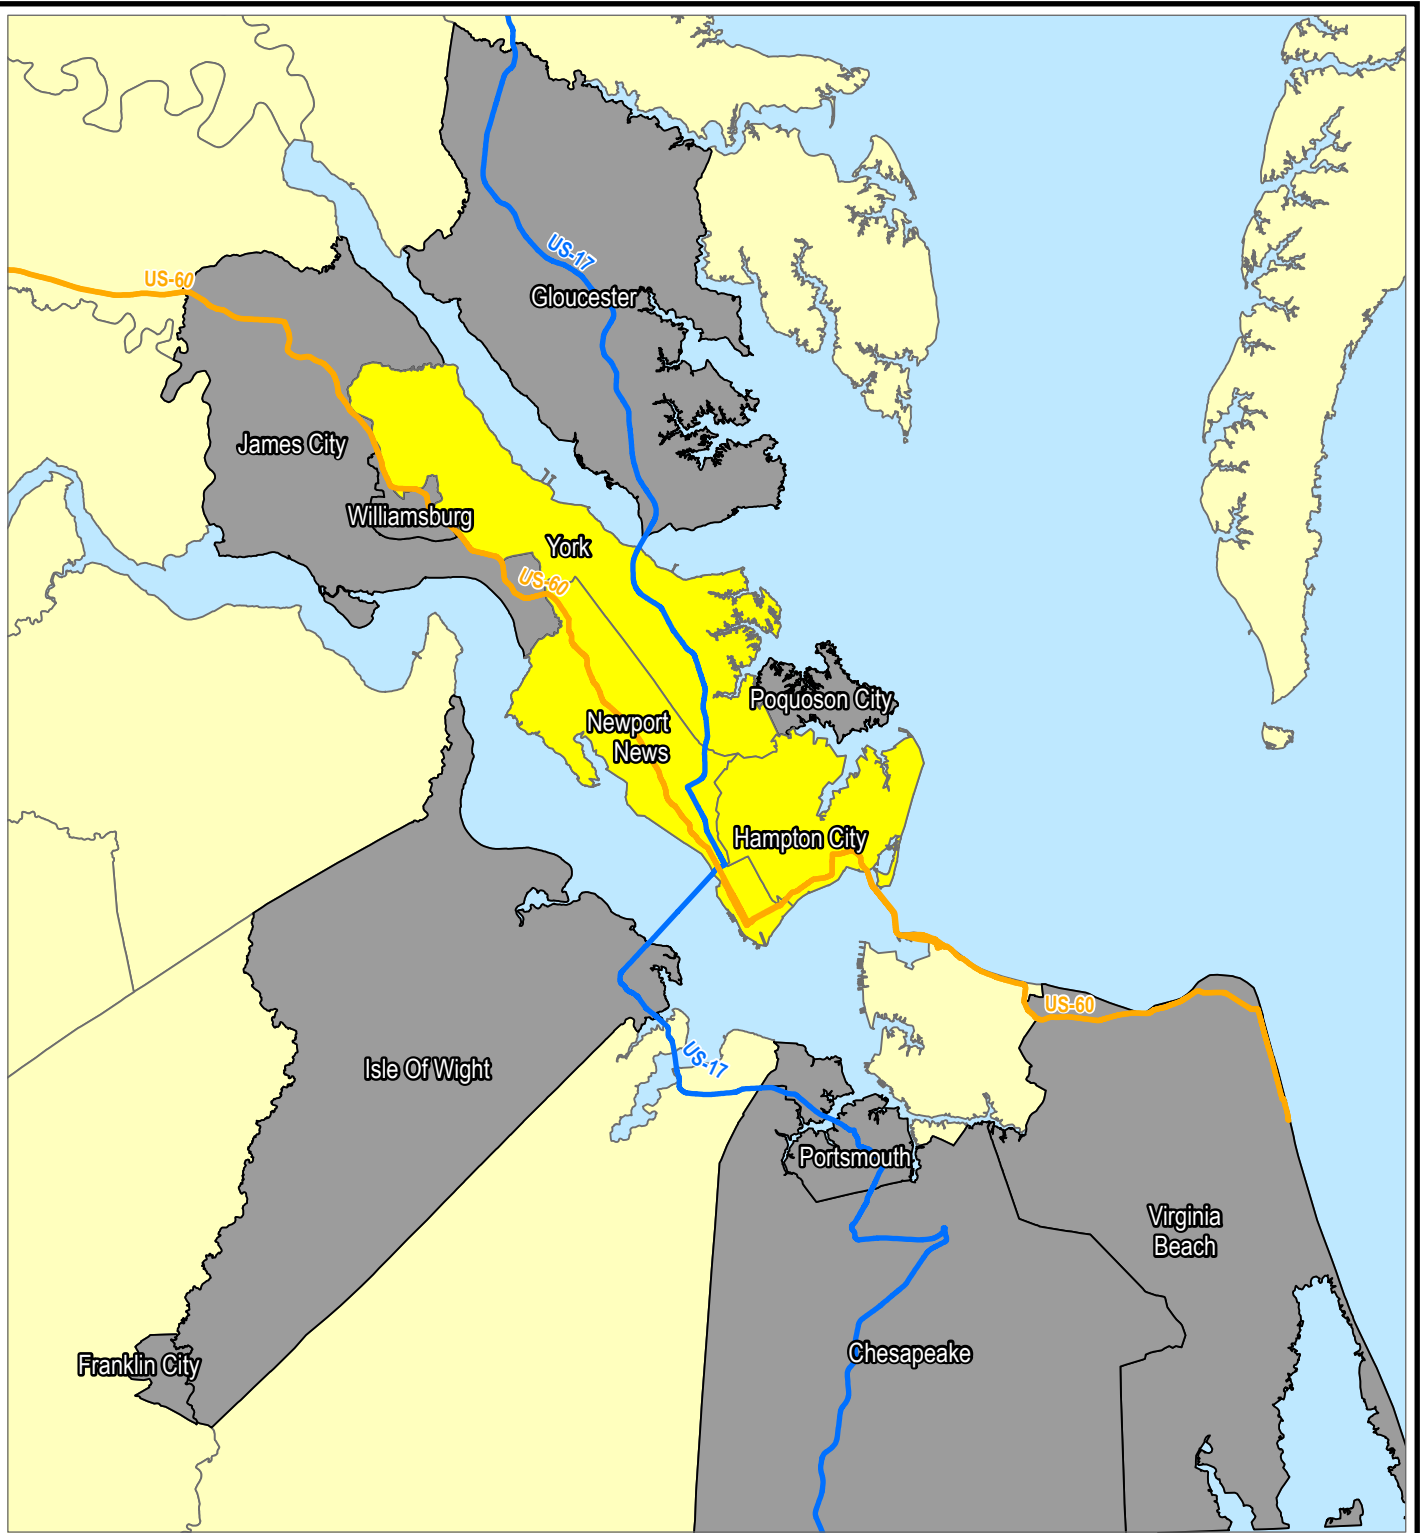 US-17
US-60
Gloucester
James City
Williamsburg
York
US-60
Poquoson City
Newport
News
Hampton City
US-60
US-17
Isle Of Wight
Portsmouth
Virginia
Beach
Chesapeake
Franklin City